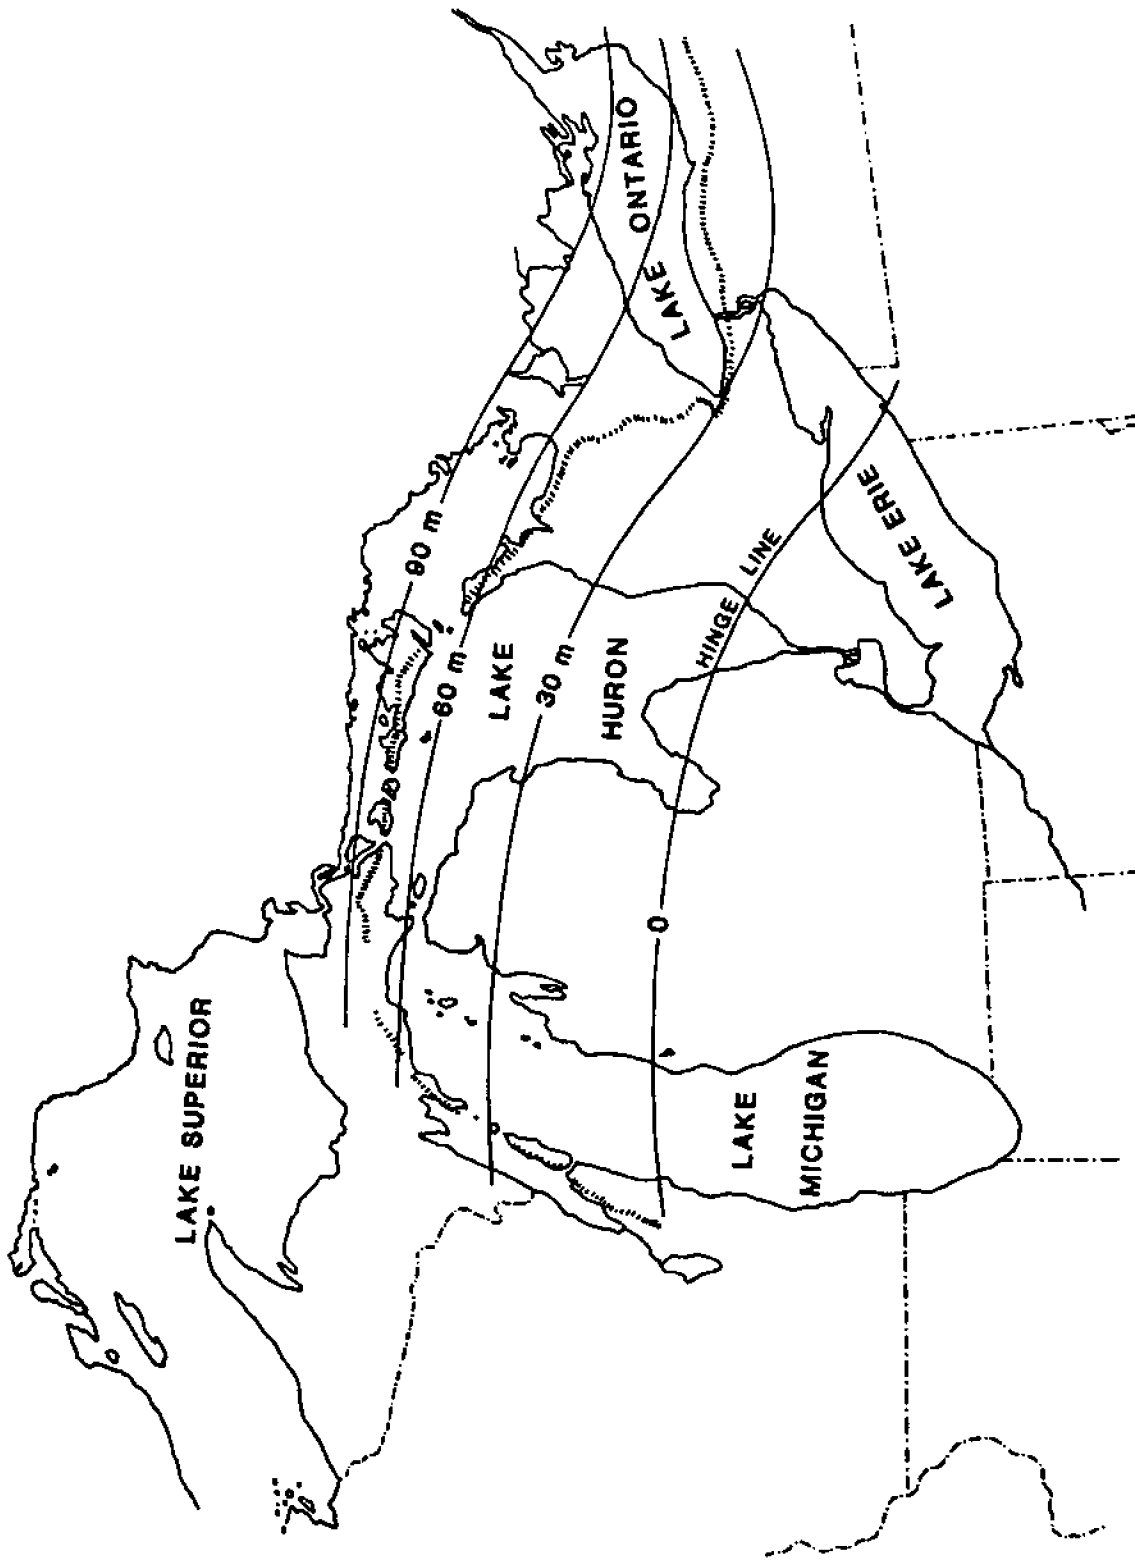 LAKE SUPERIOR
90 m
60 m
30 m
0
HINGE LINE
LAKE
HURON
LAKE ONTARIO
LAKE ERIE
LAKE
MICHIGAN